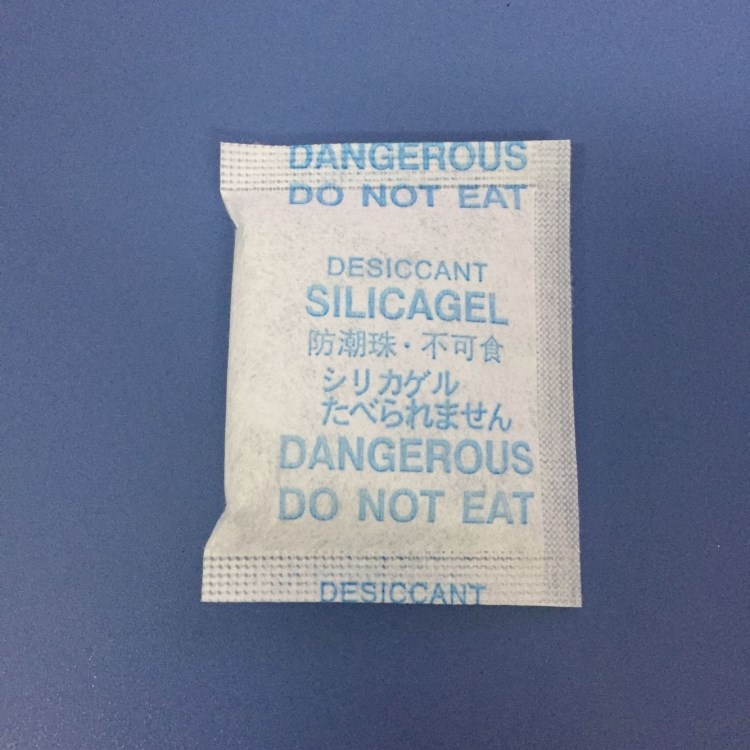 DANGEROUS
DO NOT EAT
DESICCANT
SILICAGEL
防潮珠・不可食
シリカゲル
たべられません
DANGEROUS
DO NOT EAT
DESICCANT